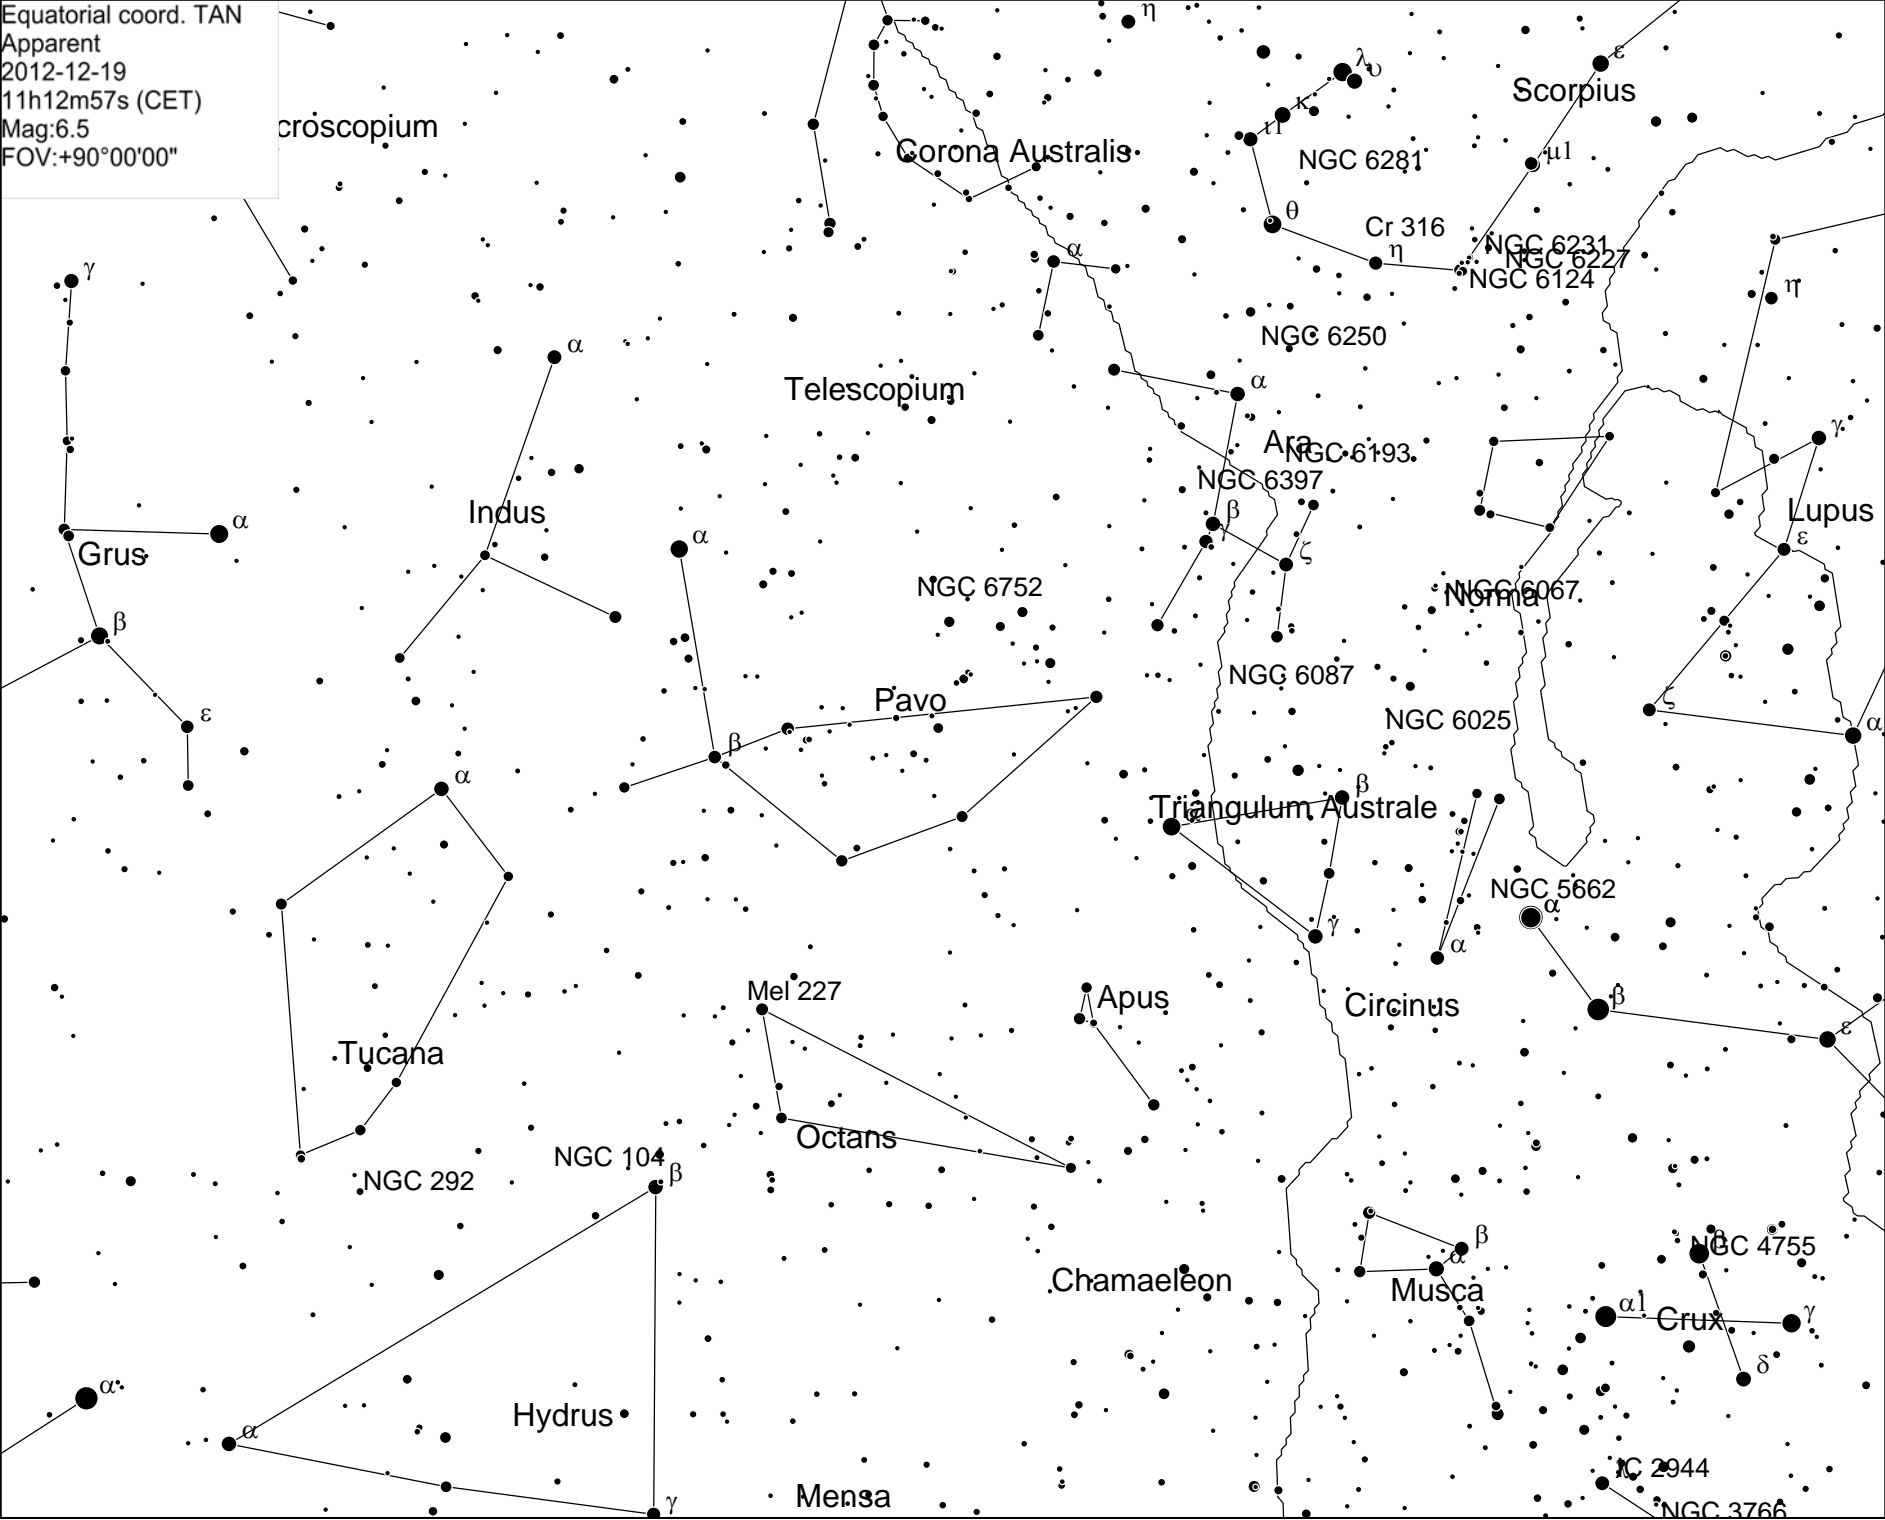 Equatorial coord. TAN
Apparent
2012-12-19
11h12m57s (CET)
Mag:6.5
FOV:+90°00'00"
croscopium
η
λ
υ
κ
ι1
ε
Scorpius
Corona Australis
NGC 6281
μ1
θ
Cr 316
η
NGC 6231
NGC 6227
NGC 6124
α
γ
η
NGC 6250
α
Telescopium
α
Ara
NGC 6193
NGC 6397
γ
Indus
α
Grus
α
β
γ
ζ
Lupus
ε
NGC 6752
NGC 6067
Norma
β
NGC 6087
Pavo
ε
β
NGC 6025
ζ
α
α
β
Triangulum Australe
α
NGC 5662
α
γ
α
Mel 227
Apus
Circinus
β
ε
Tucana
Octans
NGC 104
β
NGC 292
β
α
Chamaeleon
Musca
β
NGC 4755
α1
Crux
γ
δ
α
Hydrus
α
IC 2944
Mensa
γ
NGC 3766